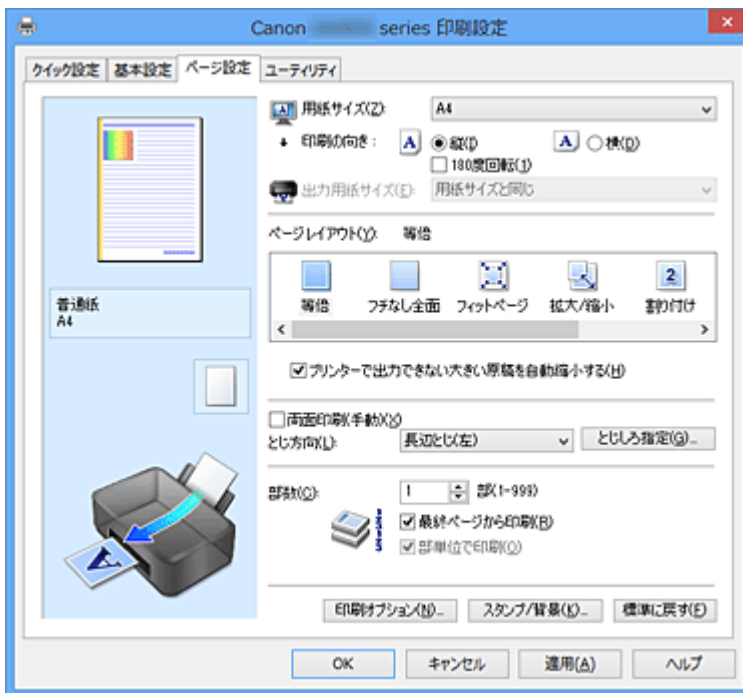 Canon series 印刷設定
クイック設定 基本設定 ページ設定 ユーティリティ
用紙サイズ(Z): A4
印刷の向き: A 縦(I) A 横(D)
180度回転(1)
出力用紙サイズ(E): 用紙サイズと同じ
ページレイアウト(Y): 等倍
等倍 フチなし全面 フィットページ 拡大/縮小 割り付け
普通紙
A4
プリンターで出力できない大きい原稿を自動縮小する(H)
両面印刷(手動)(X)
とじ方向(L): 長辺とじ(左) とじしろ指定(G)...
部数(C): 1 部(1-999)
最終ページから印刷(R)
部単位で印刷(O)
印刷オプション(N)... スタンプ/背景(K)... 標準に戻す(F)
OK キャンセル 適用(A) ヘルプ